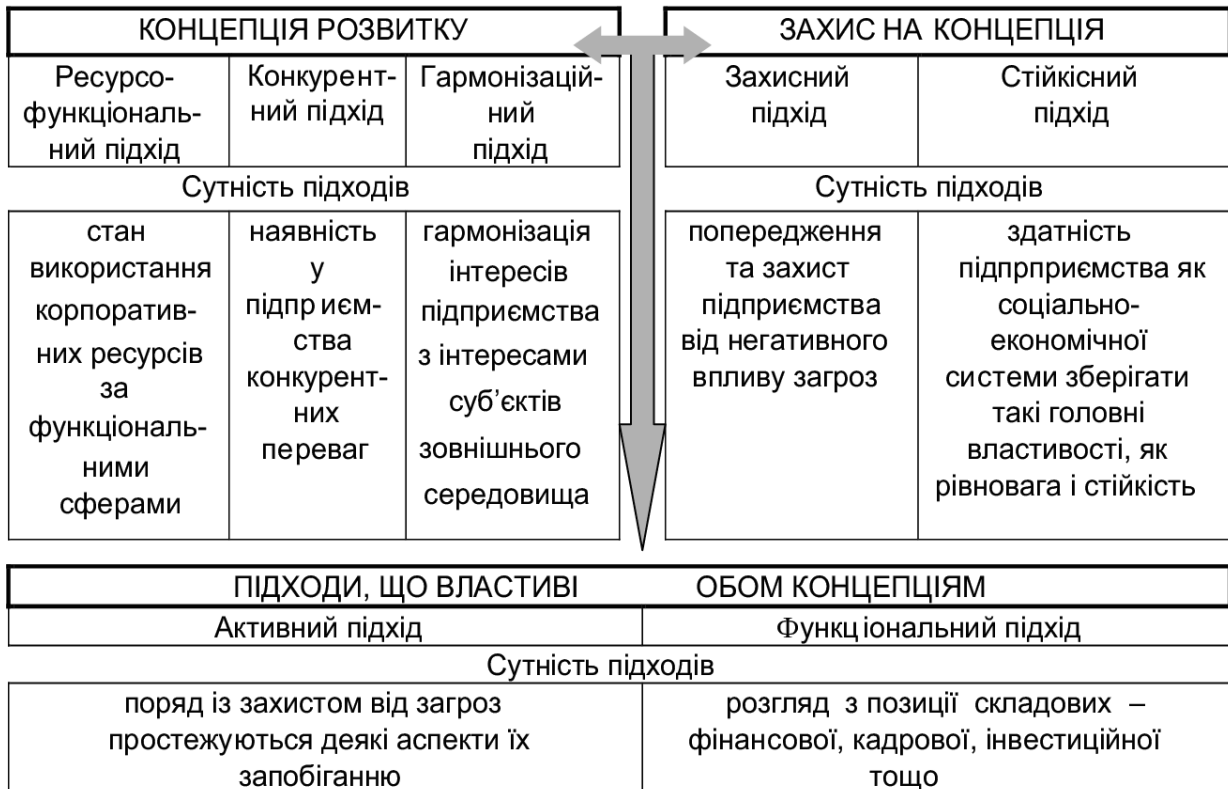 КОНЦЕПЦІЯ РОЗВИТКУ
Ресурсо-
функціональ-
ний підхід
Конкурент-
ний підхід
Гармонізацій-
ний
підхід
Сутність підходів
стан
використання
корпоратив-
них ресурсів
за
функціональ-
ними
сферами
наявність
у
підпр иєм-
ства
конкурент-
них
переваг
гармонізація
інтересів
підприємства
з інтересами
суб’єктів
зовнішнього
середовища
ЗАХИС НА КОНЦЕПЦІЯ
Захисний
підхід
Стійкісний
підхід
Сутність підходів
попередження
та захист
підприємства
від негативного
впливу загроз
здатність
підпрприємства як
соціально-
економічної
системи зберігати
такі головні
властивості, як
рівновага і стійкість
ПІДХОДИ, ЩО ВЛАСТИВІ ОБОМ КОНЦЕПЦІЯМ
Активний підхід
Функц іональний підхід
Сутність підходів
поряд із захистом від загроз
простежуються деякі аспекти їх
запобіганню
розгляд з позиції складових –
фінансової, кадрової, інвестиційної
тощо